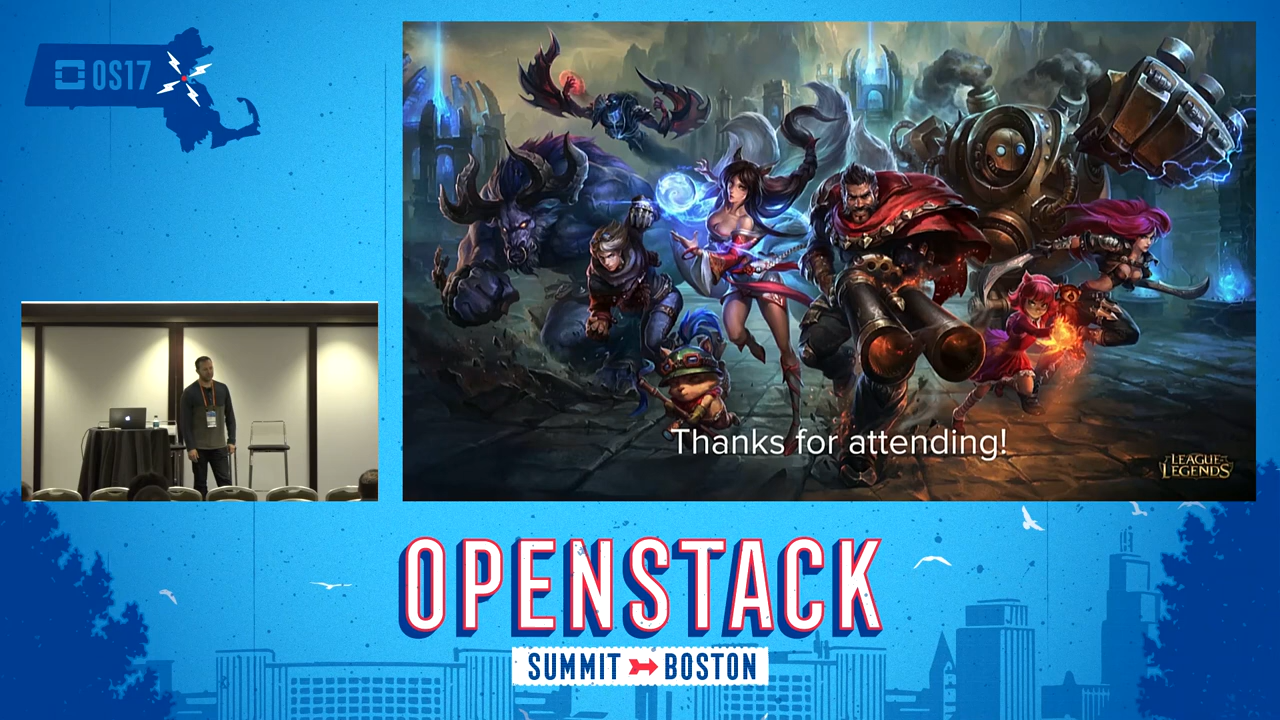 OS17
Thanks for attending!
LEAGUE
OF
LEGENDS
OPENSTACK
SUMMIT BOSTON